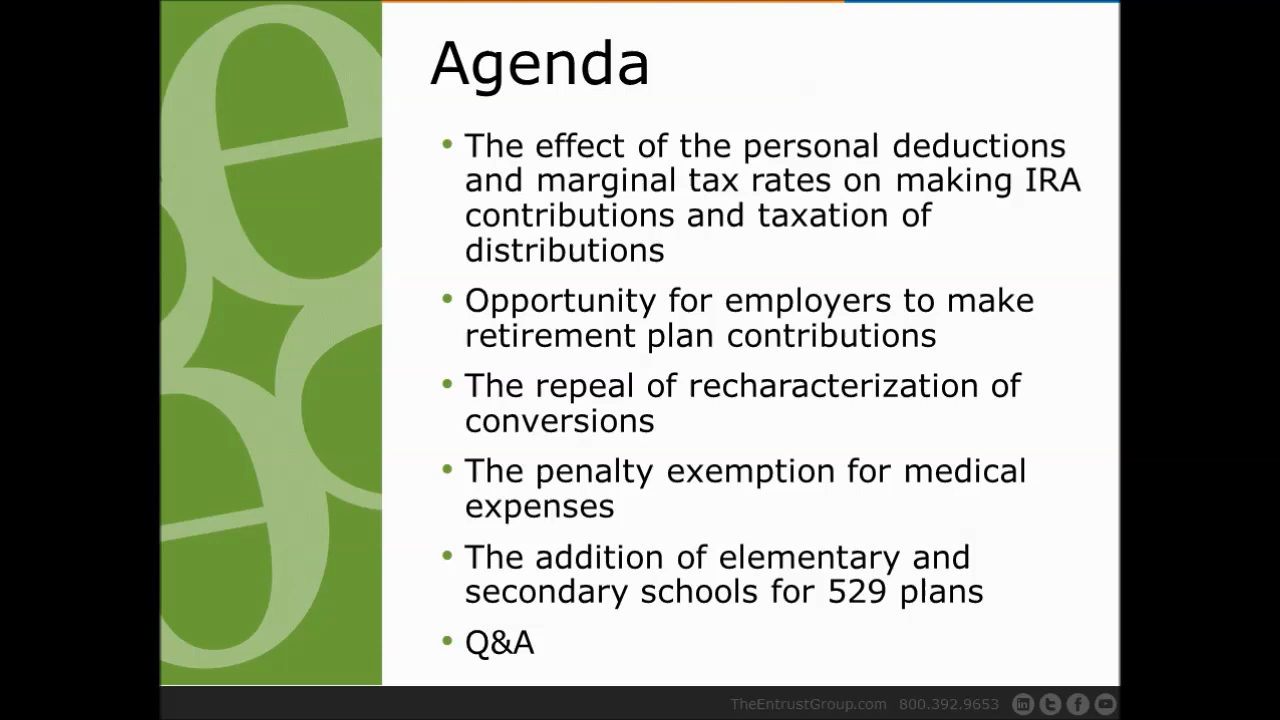 Agenda
• The effect of the personal deductions
and marginal tax rates on making IRA
contributions and taxation of
distributions
• Opportunity for employers to make
retirement plan contributions
• The repeal of recharacterization of
conversions
• The penalty exemption for medical
expenses
• The addition of elementary and
secondary schools for 529 plans
• Q&A
TheEntrustGroup.com 800.392.9653